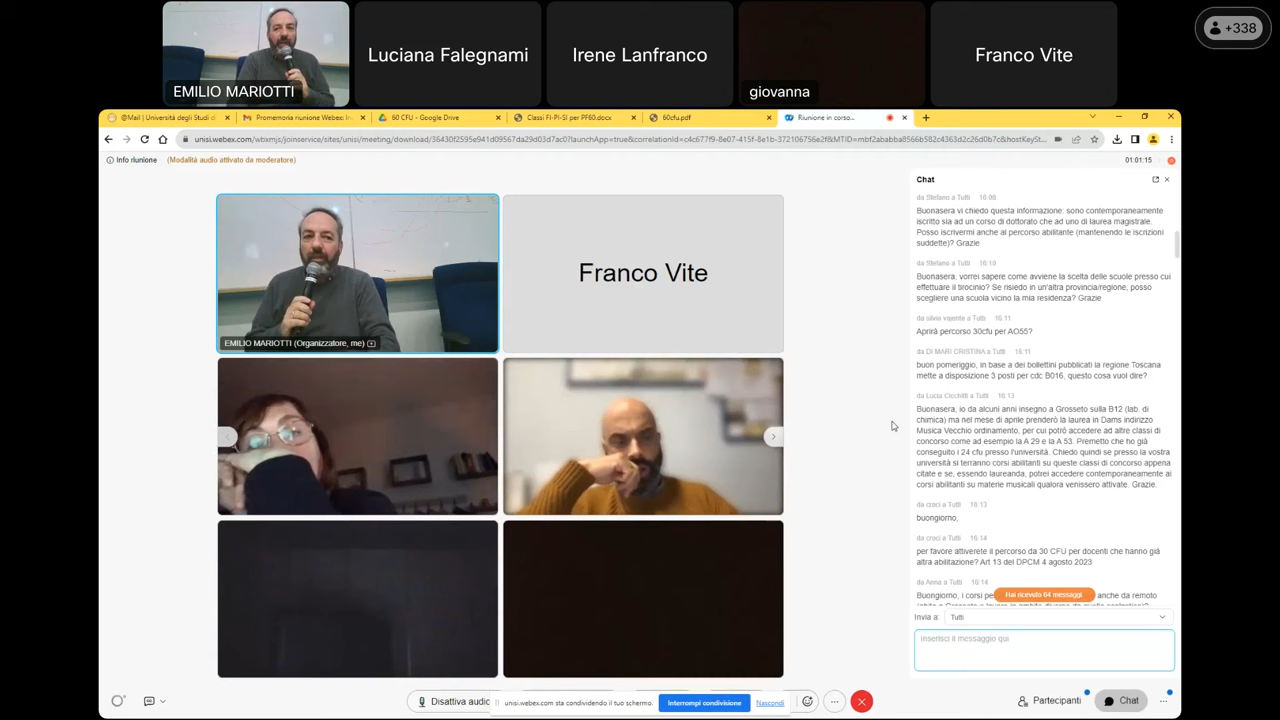 +338
EMILIO MARIOTTI
Luciana Falegnami
Irene Lanfranco
giovanna
Franco Vite
@Mail | Università degli Studi d
Promemoria riunione Webex:
60 CFU - Google Drive
Classi FI-PI-SI per PF60.docx
60cfu.pdf
Riunione in corso...
Info riunione
(Modalità audio attivato da moderatore)
01:01:15
Franco Vite
EMILIO MARIOTTI (Organizzatore, me)
Chat
da Stefano a Tutti
Buonasera vi chiedo questa informazione: sono contemporaneamente
iscritto sia ad un corso di dottorato che ad uno di laurea magistrale.
Posso iscrivermi anche al percorso abilitante (mantenendo le iscrizioni
suddette)? Grazie
da Stefano a Tutti 16:10
Buonasera, vorrei sapere come avviene la scelta delle scuole presso cui
effettuare il tirocinio? Se risiedo in un'altra provincia/regione, posso
scegliere una scuola vicino la mia residenza? Grazie
a Tutti 16:11
Aprirà percorso 30cfu per AO55?
da DI MARI CRISTINA a Tutti 16:11
buon pomeriggio, in base a dei bollettini pubblicati la regione Toscana
mette a disposizione 3 posti per cdc B016, questo cosa vuol dire?
da Lucia Cicchitti a Tutti 16:13
Buonasera, io da alcuni anni insegno a Grosseto sulla B12 (lab. di
chimica) ma nel mese di aprile prenderò la laurea in Dams indirizzo
Musica Vecchio ordinamento, per cui potrò accedere ad altre classi di
concorso come ad esempio la A 29 e la A 53. Premetto che ho già
conseguito i 24 cfu presso l'università. Chiedo quindi se presso la vostra
università si terranno corsi abilitanti su queste classi di concorso appena
citate e se, essendo laureanda, potrei accedere contemporaneamente ai
corsi abilitanti su materie musicali qualora venissero attivate. Grazie.
da croci a Tutti 16:13
buongiorno,
da croci a Tutti 16:14
per favore attiverete il percorso da 30 CFU per docenti che hanno già
altra abilitazione? Art 13 del DPCM 4 agosto 2023
da Anna a Tutti 16:14
Buongiorno, i corsi anche da remoto
Hai ricevuto 64 messaggi
Invia a: Tutti
Inserisci il messaggio qui
Disattiva audio
unisi.webex.com sta condividendo il tuo schermo.
Interrompi condivisione
Nascondi
Partecipanti
Chat